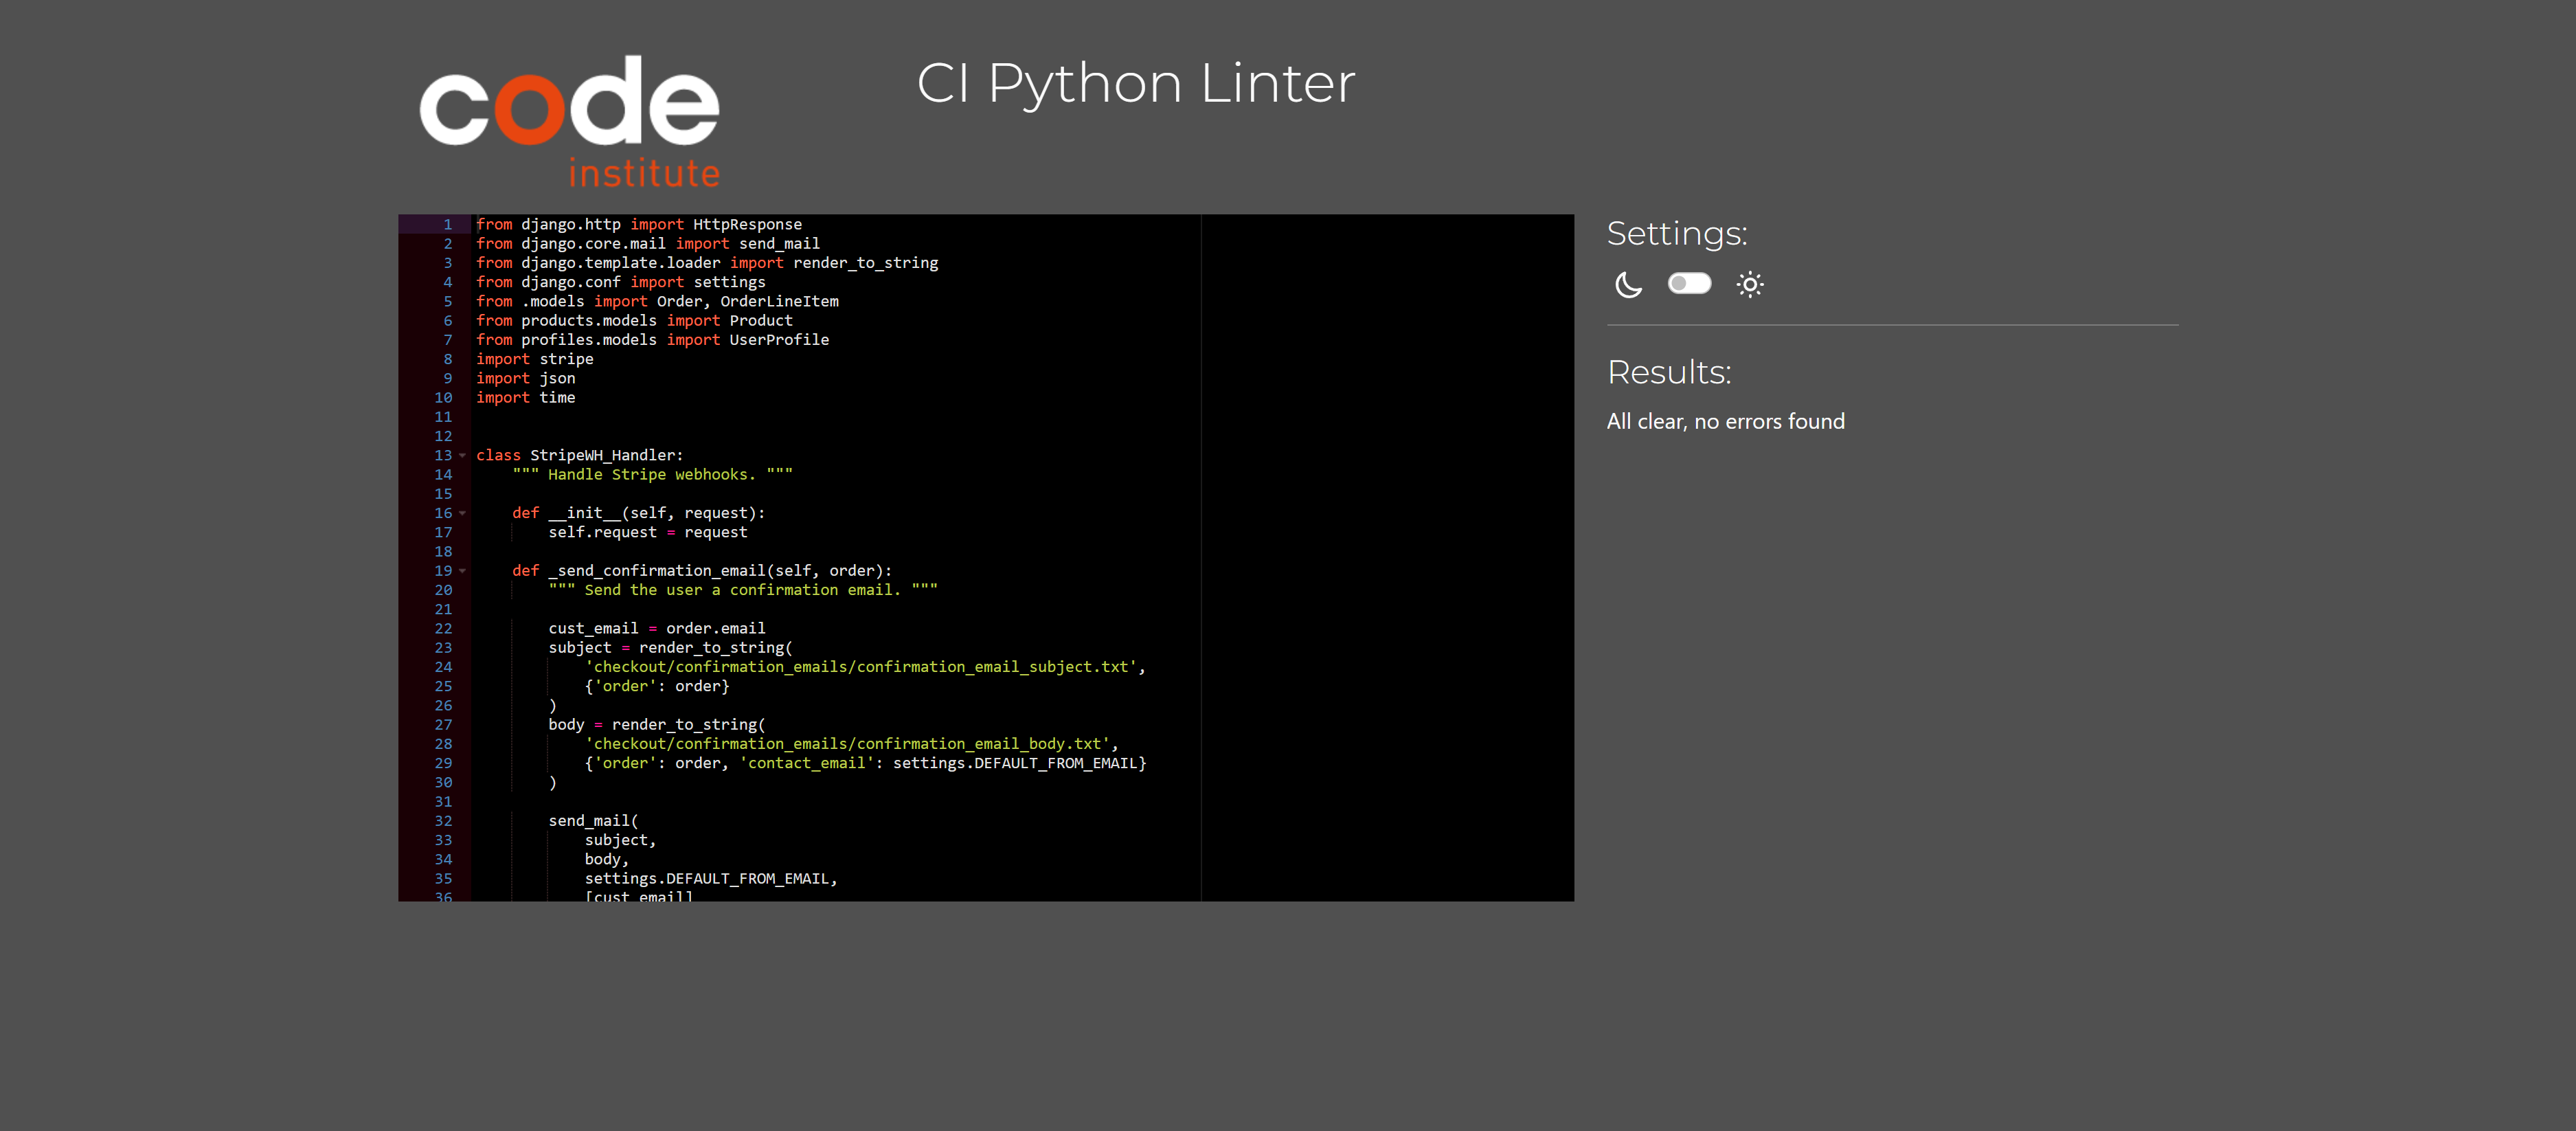 code
institute
CI Python Linter
1 from django.http import HttpResponse
2 from django.core.mail import send_mail
3 from django.template.loader import render_to_string
4 from django.conf import settings
5 from .models import Order, OrderLineItem
6 from products.models import Product
7 from profiles.models import UserProfile
8 import stripe
9 import json
10 import time
11
12
13 class StripeWH_Handler:
14     """ Handle Stripe webhooks. """
15
16     def __init__(self, request):
17         self.request = request
18
19     def _send_confirmation_email(self, order):
20         """ Send the user a confirmation email. """
21
22         cust_email = order.email
23         subject = render_to_string(
24             'checkout/confirmation_emails/confirmation_email_subject.txt',
25             {'order': order}
26             )
27         body = render_to_string(
28             'checkout/confirmation_emails/confirmation_email_body.txt',
29             {'order': order, 'contact_email': settings.DEFAULT_FROM_EMAIL}
30         )
31
32         send_mail(
33             subject,
34             body,
35             settings.DEFAULT_FROM_EMAIL,
36             [cust_email]
Settings:
Results:
All clear, no errors found